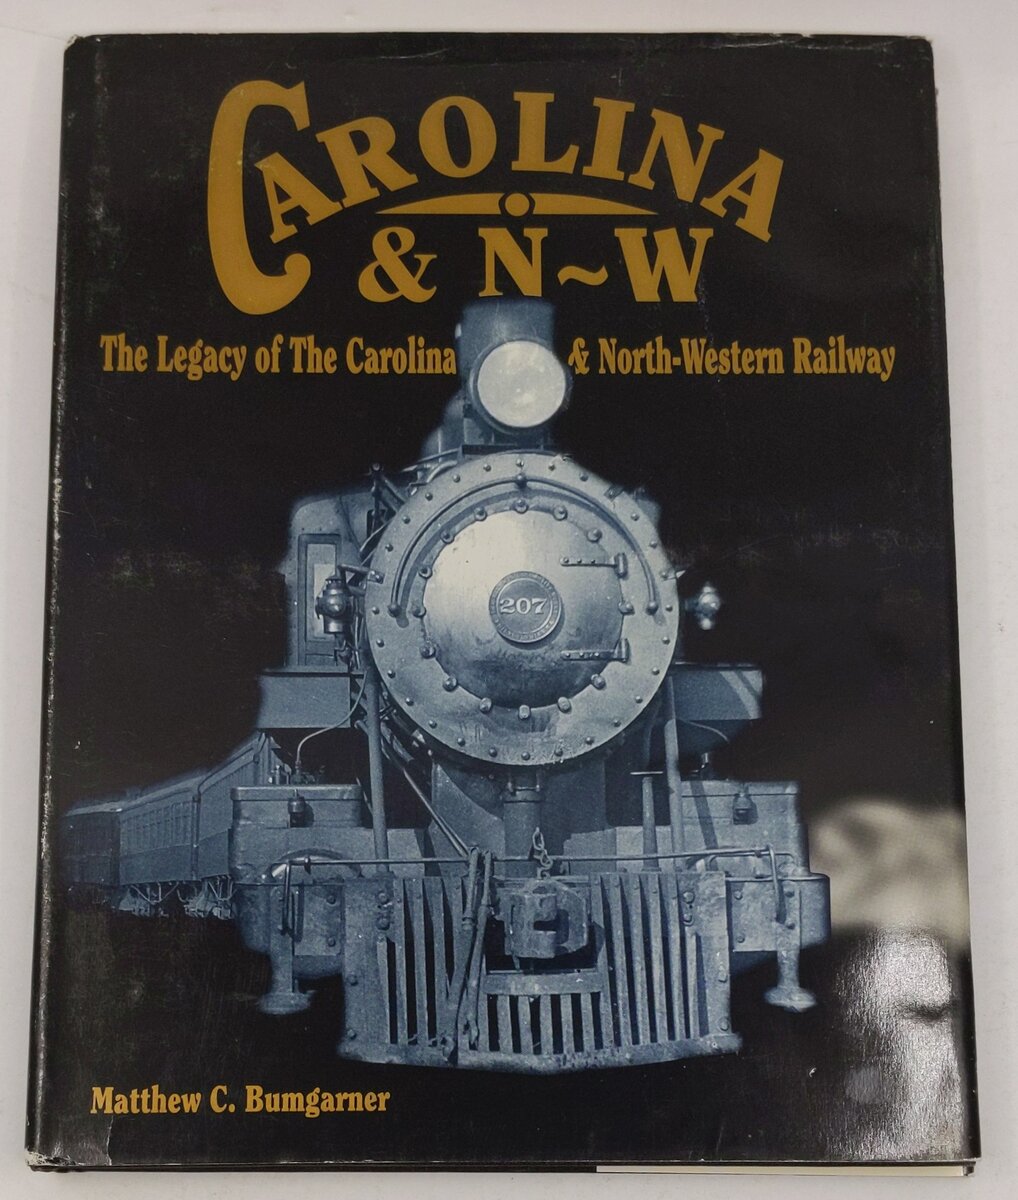 CAROLINA
& N~W
The Legacy of The Carolina & North-Western Railway
207
Matthew C. Bumgarner